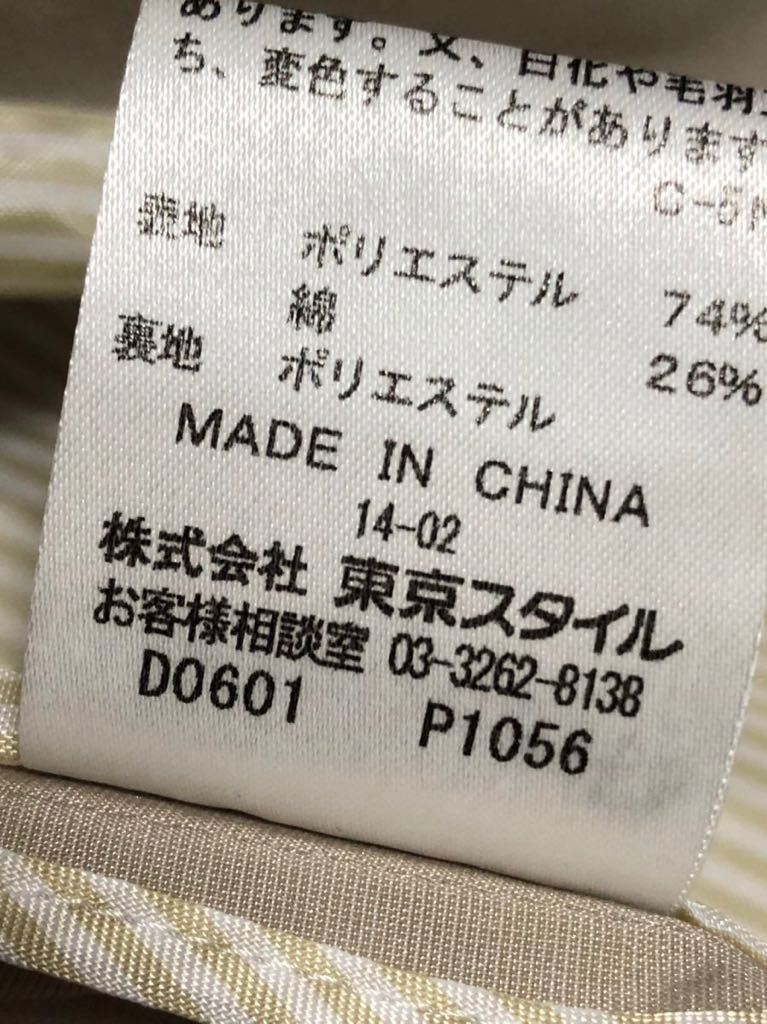 あります。又、白化や毛羽
ち、変色することがあります
C-5
表地 ポリエステル 74%
綿 26%
裏地 ポリエステル
MADE IN CHINA
14-02
株式会社 東京スタイル
お客様相談室 03-3262-8138
D0601 P1056